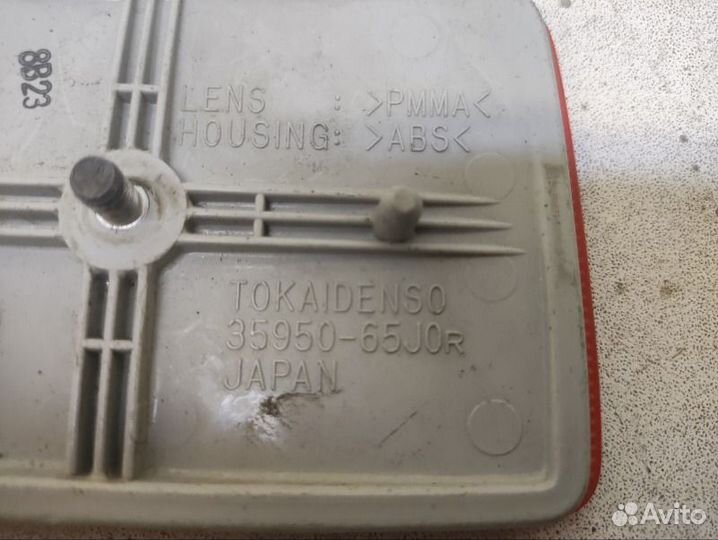 8B23
LENS : >PMMA<
HOUSING: >ABS<
TOKAIDENSO
35950-65J0R
JAPAN
Avito